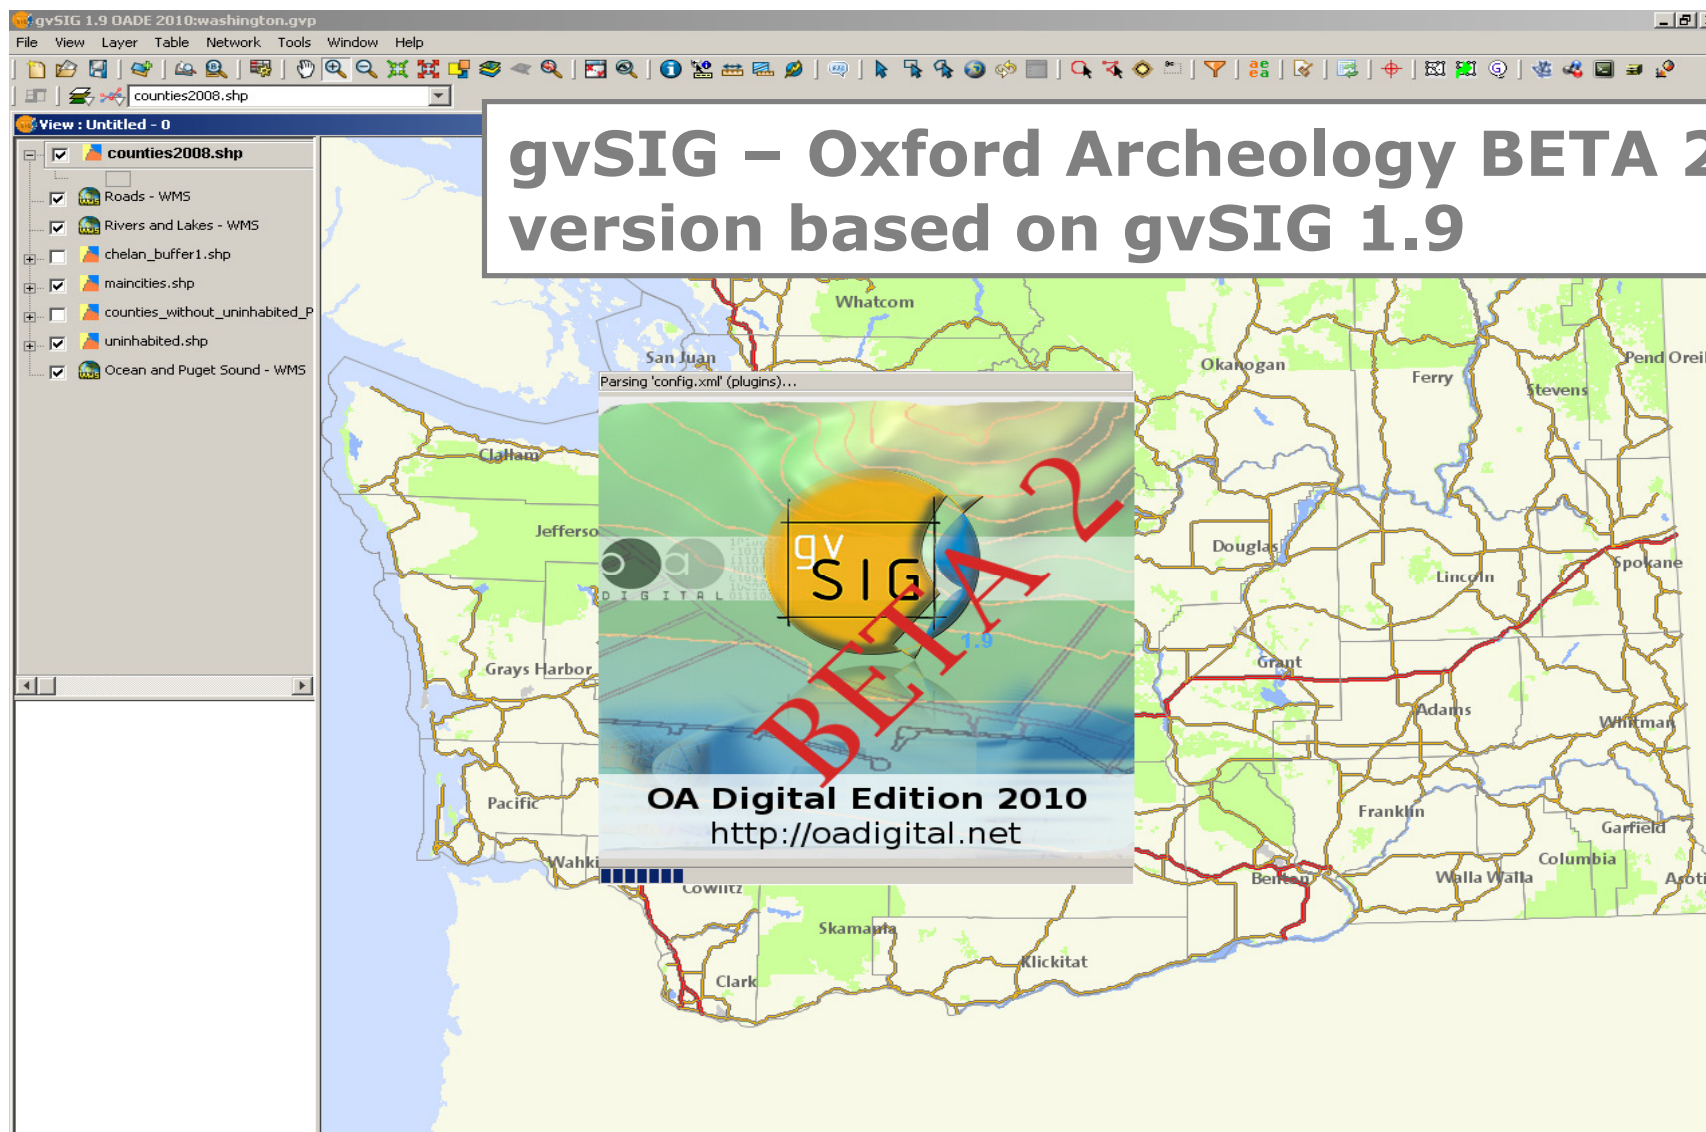 gvSIG 1.9 OADE 2010:washington.gvp
File View Layer Table Network Tools Window Help
counties2008.shp
View : Untitled - 0
counties2008.shp
Roads - WMS
Rivers and Lakes - WMS
chelan_buffer1.shp
maincities.shp
counties_without_uninhabited_P
uninhabited.shp
Ocean and Puget Sound - WMS
gvSIG – Oxford Archeology BETA 2
version based on gvSIG 1.9
Whatcom
San Juan
Okanogan
Ferry
Pend Oreil
Stevens
Parsing 'config.xml' (plugins)...
Clallam
Jefferso
Douglas
Lincoln
Spokane
gv
SIG
oa
DIGITAL
1.9
BETA 2
Grays Harbor
Grant
Adams
Whitman
OA Digital Edition 2010
http://oadigital.net
Pacific
Franklin
Garfield
Columbia
Wahki
Cowlitz
Benton
Walla Walla
Asoti
Skamania
Klickitat
Clark